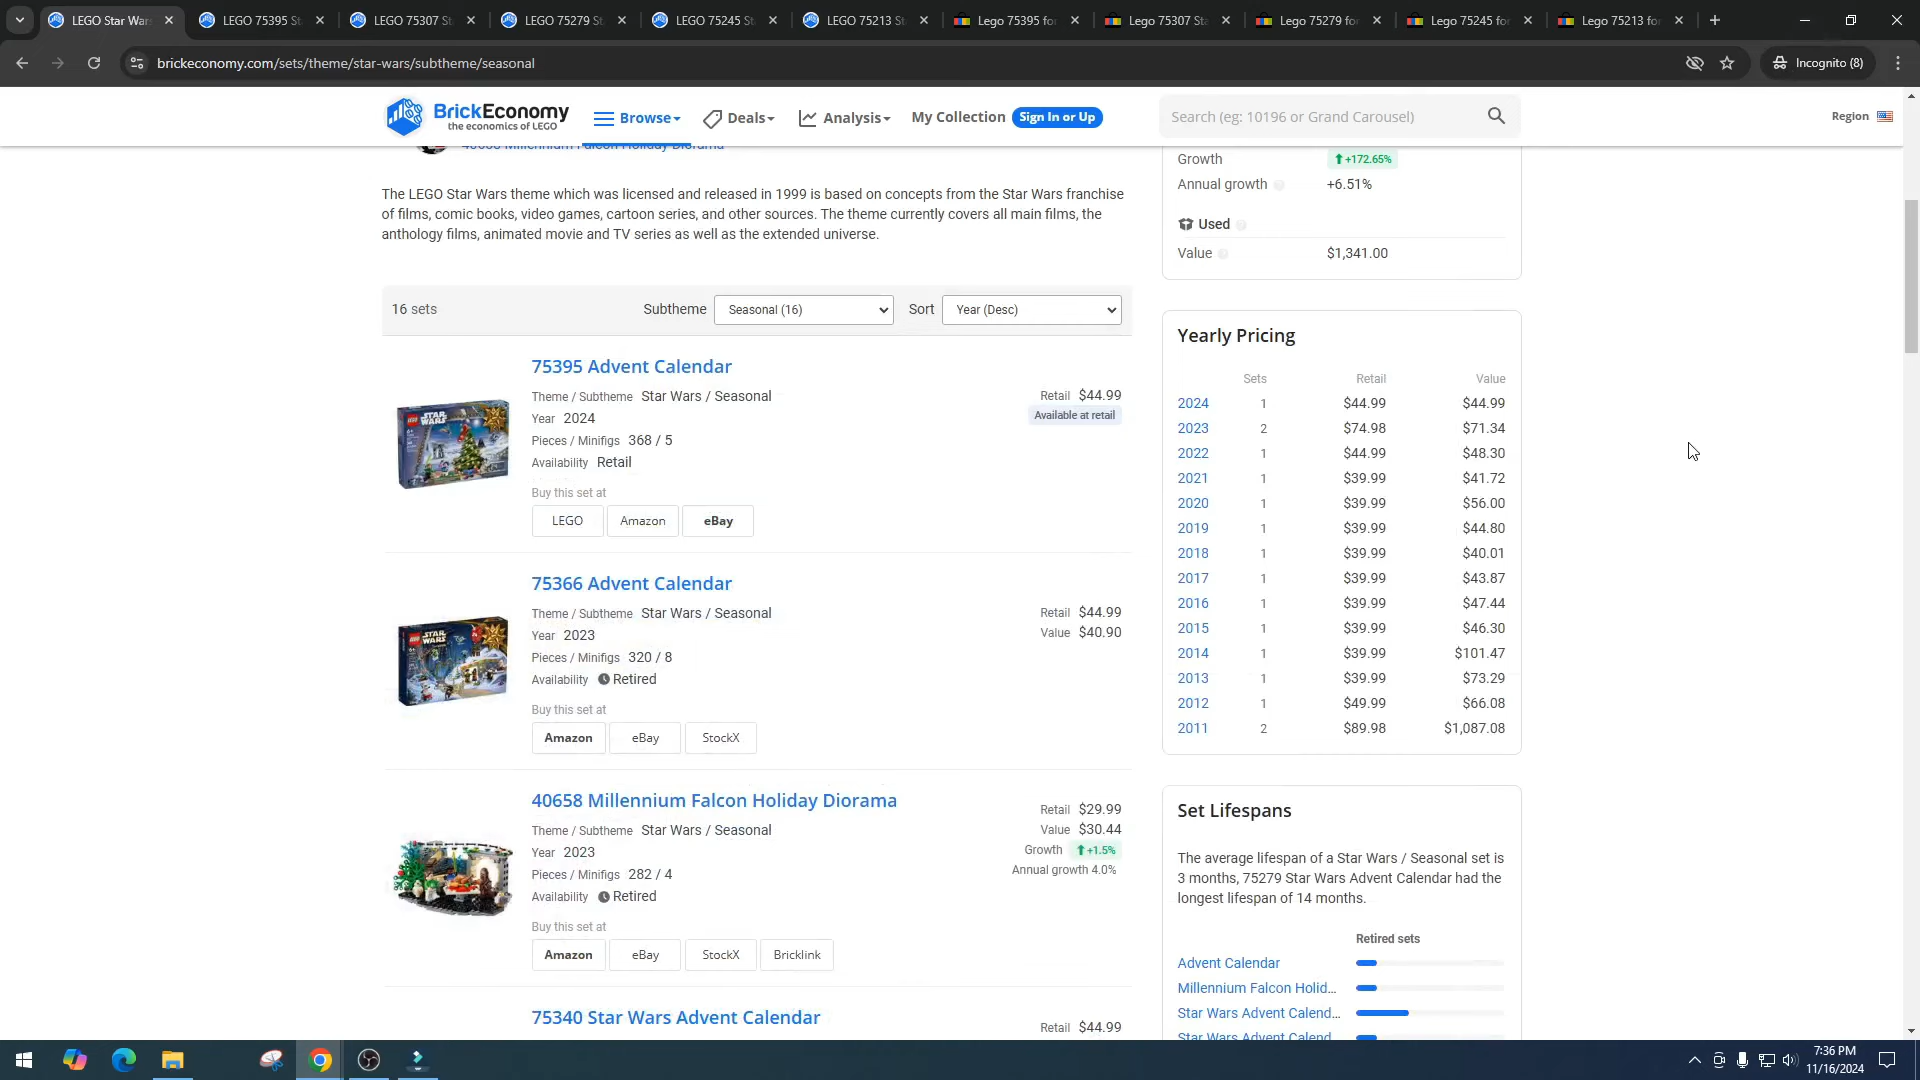 LEGO Star Wars
LEGO 75395 St
LEGO 75307 St
LEGO 75279 St
LEGO 75245 St
LEGO 75213 St
Lego 75395 for
Lego 75307 Sta
Lego 75279 for
Lego 75245 for
Lego 75213 for
brickeconomy.com/sets/theme/star-wars/subtheme/seasonal
Incognito (8)
BrickEconomy
the economics of LEGO
Browse
Deals
Analysis
My Collection
Sign In or Up
Search (eg: 10196 or Grand Carousel)
Region
40658 Millennium Falcon Holiday Diorama
The LEGO Star Wars theme which was licensed and released in 1999 is based on concepts from the Star Wars franchise
of films, comic books, video games, cartoon series, and other sources. The theme currently covers all main films, the
anthology films, animated movie and TV series as well as the extended universe.
16 sets
Subtheme Seasonal (16)
Sort Year (Desc)
75395 Advent Calendar
Theme / Subtheme Star Wars / Seasonal
Year 2024
Pieces / Minifigs 368 / 5
Availability Retail
Buy this set at
LEGO Amazon eBay
Retail $44.99
Available at retail
75366 Advent Calendar
Theme / Subtheme Star Wars / Seasonal
Year 2023
Pieces / Minifigs 320 / 8
Availability Retired
Buy this set at
Amazon eBay StockX
Retail $44.99
Value $40.90
40658 Millennium Falcon Holiday Diorama
Theme / Subtheme Star Wars / Seasonal
Year 2023
Pieces / Minifigs 282 / 4
Availability Retired
Buy this set at
Amazon eBay StockX Bricklink
Retail $29.99
Value $30.44
Growth +1.5%
Annual growth 4.0%
75340 Star Wars Advent Calendar
Retail $44.99
Growth +172.65%
Annual growth +6.51%
Used
Value $1,341.00
Yearly Pricing
Sets Retail Value
2024 1 $44.99 $44.99
2023 2 $74.98 $71.34
2022 1 $44.99 $48.30
2021 1 $39.99 $41.72
2020 1 $39.99 $56.00
2019 1 $39.99 $44.80
2018 1 $39.99 $40.01
2017 1 $39.99 $43.87
2016 1 $39.99 $47.44
2015 1 $39.99 $46.30
2014 1 $39.99 $101.47
2013 1 $39.99 $73.29
2012 1 $49.99 $66.08
2011 2 $89.98 $1,087.08
Set Lifespans
The average lifespan of a Star Wars / Seasonal set is
3 months, 75279 Star Wars Advent Calendar had the
longest lifespan of 14 months.
Retired sets
Advent Calendar
Millennium Falcon Holid...
Star Wars Advent Calend...
Star Wars Advent Calend
7:36 PM
11/16/2024